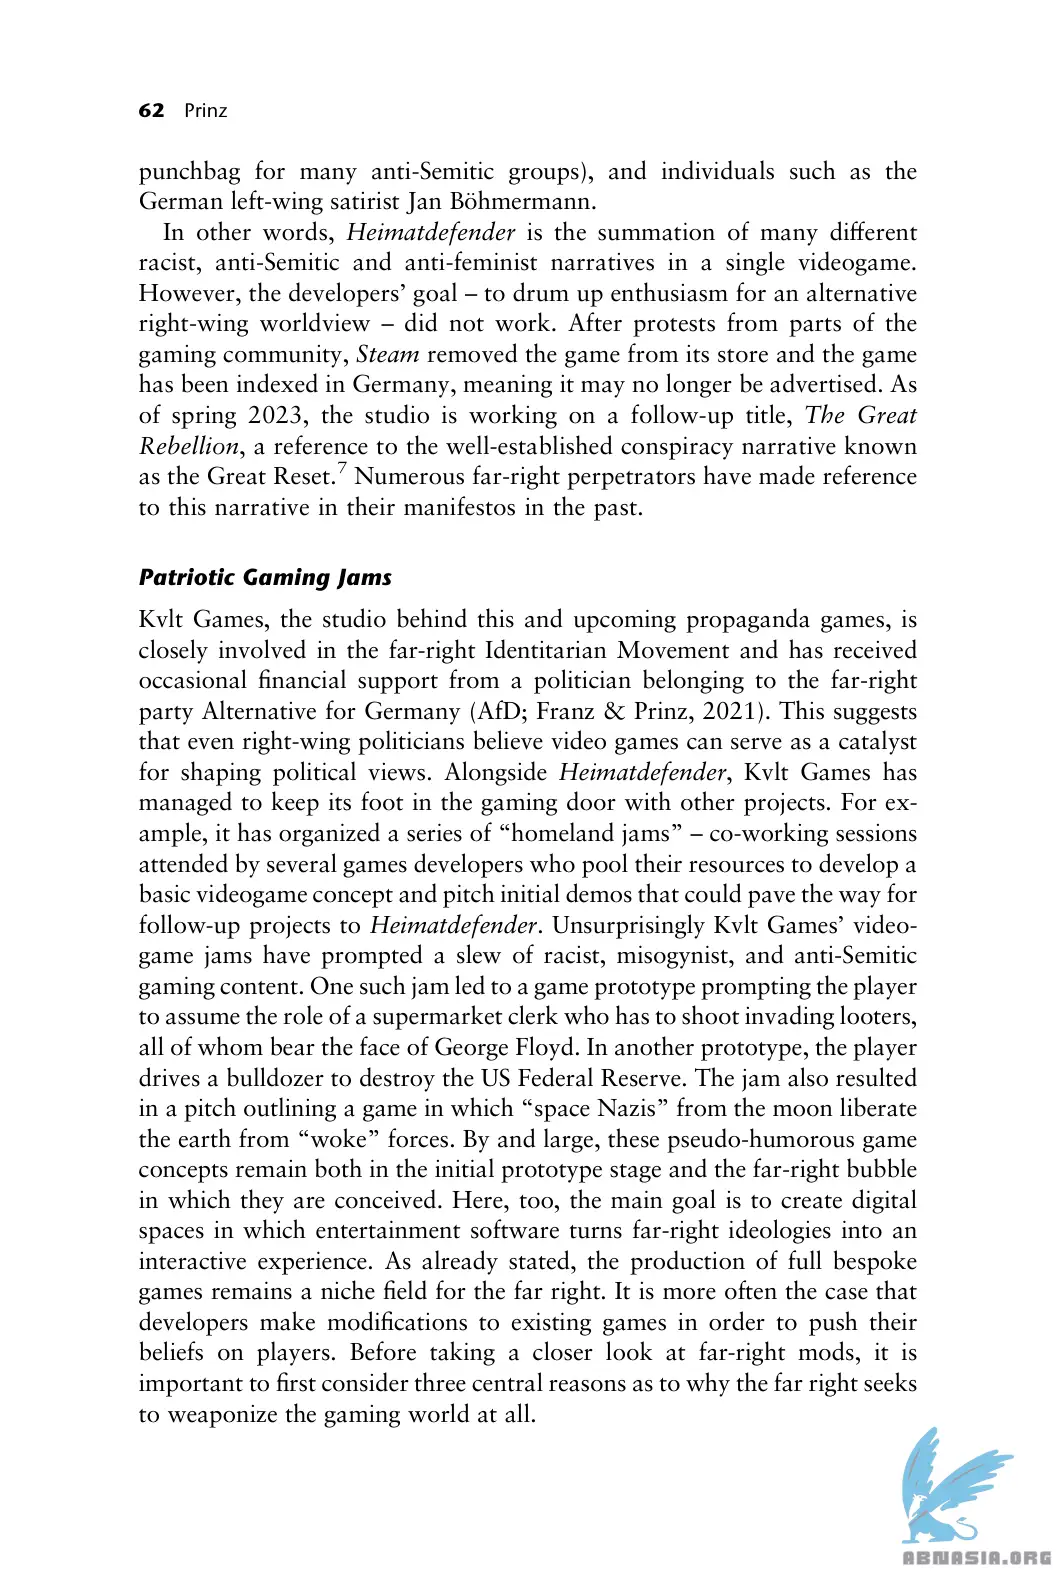 62 Prinz
punchbag for many anti-Semitic groups), and individuals such as the
German left-wing satirist Jan Böhmermann.
In other words, Heimatdefender is the summation of many different
racist, anti-Semitic and anti-feminist narratives in a single videogame.
However, the developers’ goal – to drum up enthusiasm for an alternative
right-wing worldview – did not work. After protests from parts of the
gaming community, Steam removed the game from its store and the game
has been indexed in Germany, meaning it may no longer be advertised. As
of spring 2023, the studio is working on a follow-up title, The Great
Rebellion, a reference to the well-established conspiracy narrative known
as the Great Reset.7 Numerous far-right perpetrators have made reference
to this narrative in their manifestos in the past.
Patriotic Gaming Jams
Kvlt Games, the studio behind this and upcoming propaganda games, is
closely involved in the far-right Identitarian Movement and has received
occasional financial support from a politician belonging to the far-right
party Alternative for Germany (AfD; Franz & Prinz, 2021). This suggests
that even right-wing politicians believe video games can serve as a catalyst
for shaping political views. Alongside Heimatdefender, Kvlt Games has
managed to keep its foot in the gaming door with other projects. For ex-
ample, it has organized a series of “homeland jams” – co-working sessions
attended by several games developers who pool their resources to develop a
basic videogame concept and pitch initial demos that could pave the way for
follow-up projects to Heimatdefender. Unsurprisingly Kvlt Games’ video-
game jams have prompted a slew of racist, misogynist, and anti-Semitic
gaming content. One such jam led to a game prototype prompting the player
to assume the role of a supermarket clerk who has to shoot invading looters,
all of whom bear the face of George Floyd. In another prototype, the player
drives a bulldozer to destroy the US Federal Reserve. The jam also resulted
in a pitch outlining a game in which “space Nazis” from the moon liberate
the earth from “woke” forces. By and large, these pseudo-humorous game
concepts remain both in the initial prototype stage and the far-right bubble
in which they are conceived. Here, too, the main goal is to create digital
spaces in which entertainment software turns far-right ideologies into an
interactive experience. As already stated, the production of full bespoke
games remains a niche field for the far right. It is more often the case that
developers make modifications to existing games in order to push their
beliefs on players. Before taking a closer look at far-right mods, it is
important to first consider three central reasons as to why the far right seeks
to weaponize the gaming world at all.
ABNASIA.ORG